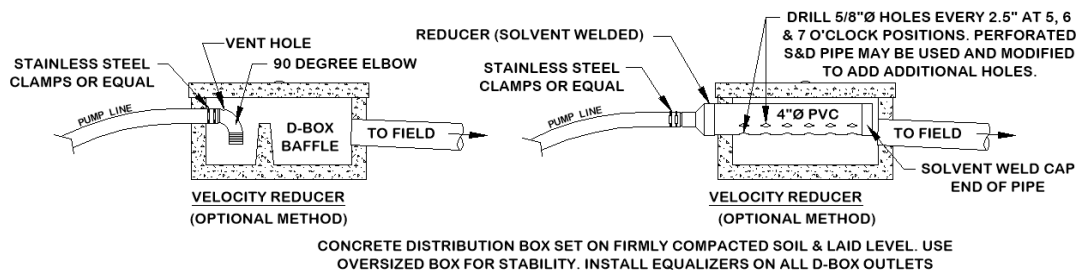 VENT HOLE
STAINLESS STEEL
CLAMPS OR EQUAL
90 DEGREE ELBOW
PUMP LINE
D-BOX
BAFFLE
TO FIELD
VELOCITY REDUCER
(OPTIONAL METHOD)
DRILL 5/8"Ø HOLES EVERY 2.5" AT 5, 6
& 7 O'CLOCK POSITIONS. PERFORATED
S&D PIPE MAY BE USED AND MODIFIED
TO ADD ADDITIONAL HOLES.
REDUCER (SOLVENT WELDED)
STAINLESS STEEL
CLAMPS OR EQUAL
PUMP LINE
4"Ø PVC
TO FIELD
SOLVENT WELD CAP
END OF PIPE
VELOCITY REDUCER
(OPTIONAL METHOD)
CONCRETE DISTRIBUTION BOX SET ON FIRMLY COMPACTED SOIL & LAID LEVEL. USE
OVERSIZED BOX FOR STABILITY. INSTALL EQUALIZERS ON ALL D-BOX OUTLETS